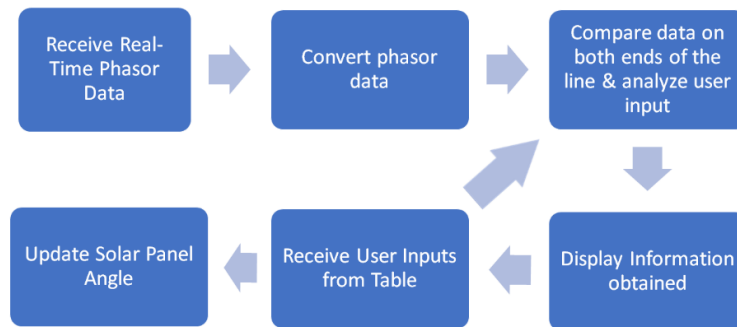 Receive Real-
Time Phasor
Data
Convert phasor
data
Compare data on
both ends of the
line & analyze user
input
Update Solar Panel
Angle
Receive User Inputs
from Table
Display Information
obtained